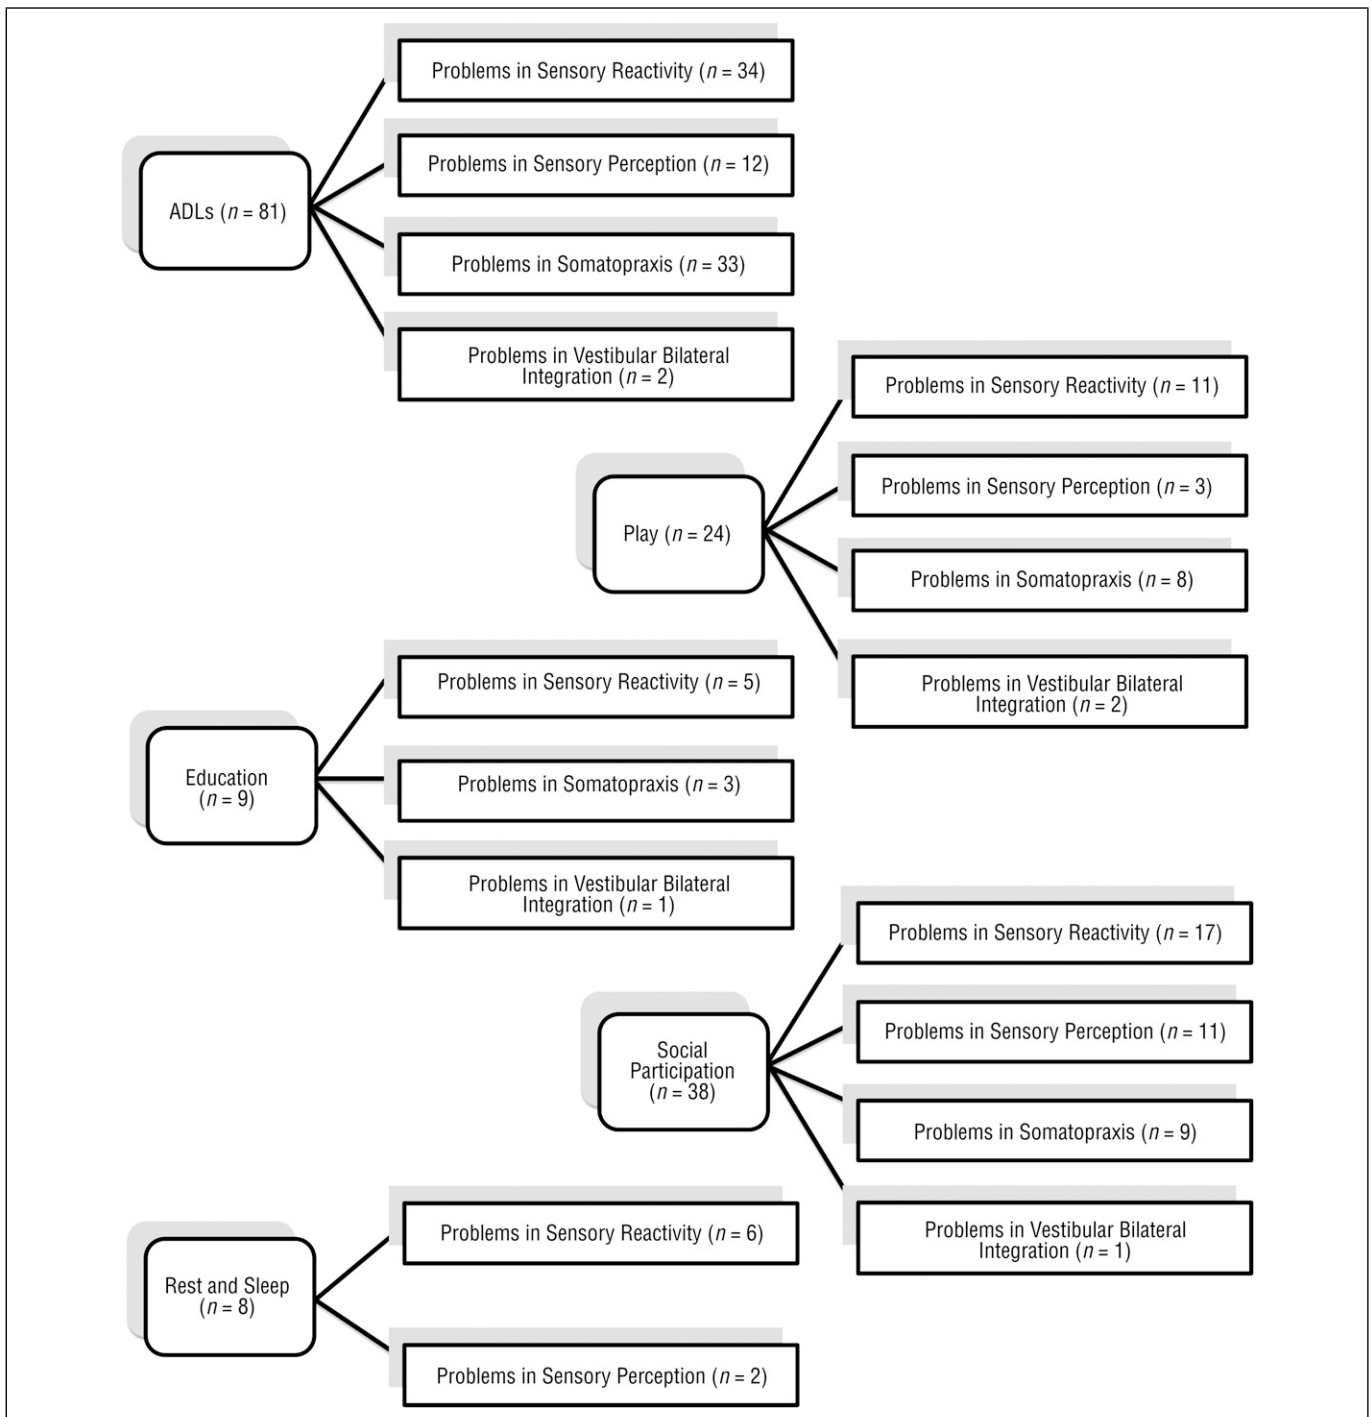 ADLs (n = 81)
Problems in Sensory Reactivity (n = 34)
Problems in Sensory Perception (n = 12)
Problems in Somatopraxis (n = 33)
Problems in Vestibular Bilateral
Integration (n = 2)
Play (n = 24)
Problems in Sensory Reactivity (n = 11)
Problems in Sensory Perception (n = 3)
Problems in Somatopraxis (n = 8)
Problems in Vestibular Bilateral
Integration (n = 2)
Education
(n = 9)
Problems in Sensory Reactivity (n = 5)
Problems in Somatopraxis (n = 3)
Problems in Vestibular Bilateral
Integration (n = 1)
Social
Participation
(n = 38)
Problems in Sensory Reactivity (n = 17)
Problems in Sensory Perception (n = 11)
Problems in Somatopraxis (n = 9)
Problems in Vestibular Bilateral
Integration (n = 1)
Rest and Sleep
(n = 8)
Problems in Sensory Reactivity (n = 6)
Problems in Sensory Perception (n = 2)